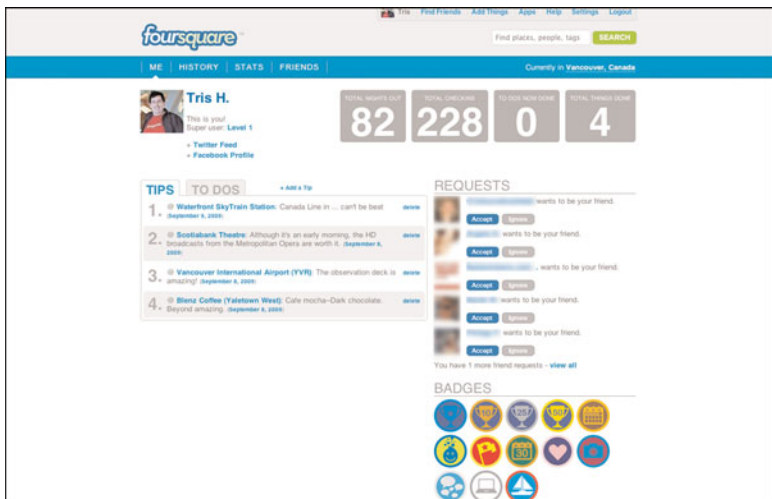 Tris Find Friends Add Things Apps Help Settings Logout
foursquare
Find places, people, tags SEARCH
ME HISTORY STATS FRIENDS
Currently in Vancouver, Canada
Tris H.
This is you!
Super user: Level 1
» Twitter Feed
» Facebook Profile
TOTAL NIGHTS OUT
82
TOTAL CHECKINS
228
TO DOS NOW DONE
0
TOTAL THINGS DONE
4
TIPS TO DOS + Add a Tip
1. @ Waterfront SkyTrain Station: Canada Line in ... can't be beat delete
(September 8, 2009)
2. @ Scotiabank Theatre: Although it's an early morning, the HD delete
broadcasts from the Metropolitan Opera are worth it. (September 8,
2009)
3. @ Vancouver International Airport (YVR): The observation deck is delete
amazing! (September 8, 2009)
4. @ Blenz Coffee (Yaletown West): Cafe mocha–Dark chocolate. delete
Beyond amazing. (September 8, 2009)
REQUESTS
wants to be your friend.
Accept Ignore
wants to be your friend.
Accept Ignore
wants to be your friend.
Accept Ignore
wants to be your friend.
Accept Ignore
wants to be your friend.
Accept Ignore
You have 1 more friend requests - view all
BADGES
10
25
50
30